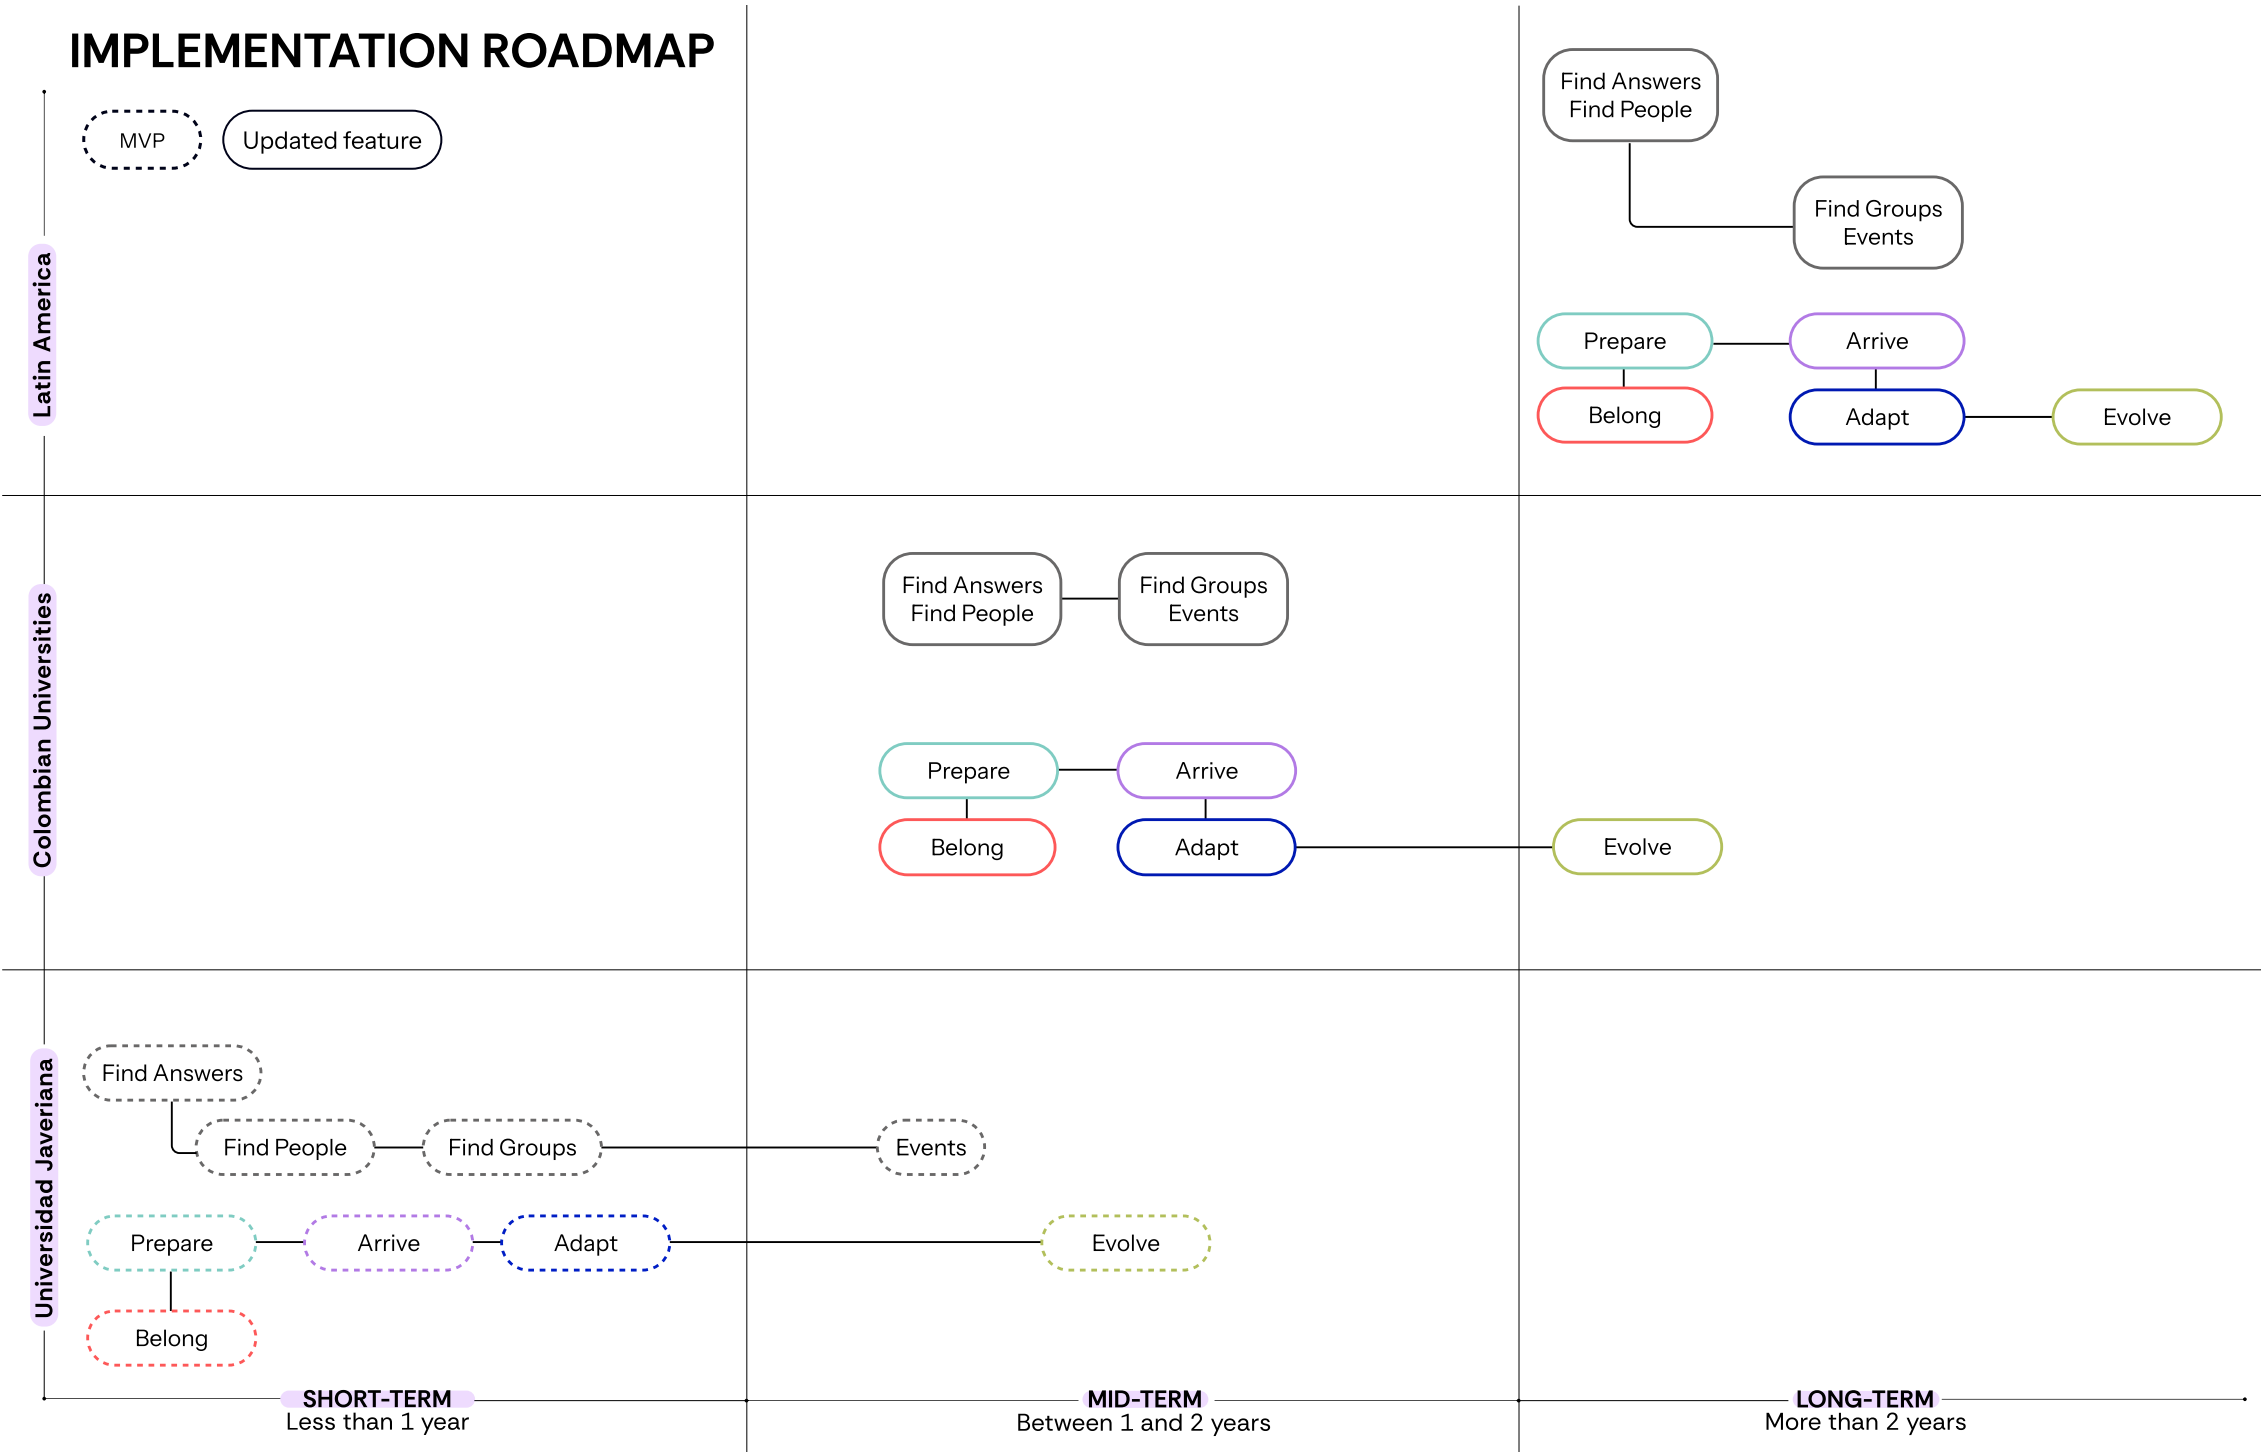 IMPLEMENTATION ROADMAP
MVP
Updated feature
Latin America
Find Answers
Find People
Find Groups
Events
Prepare
Arrive
Belong
Adapt
Evolve
Colombian Universities
Find Answers
Find People
Find Groups
Events
Prepare
Arrive
Belong
Adapt
Evolve
Universidad Javeriana
Find Answers
Find People
Find Groups
Events
Prepare
Arrive
Adapt
Evolve
Belong
SHORT-TERM
Less than 1 year
MID-TERM
Between 1 and 2 years
LONG-TERM
More than 2 years